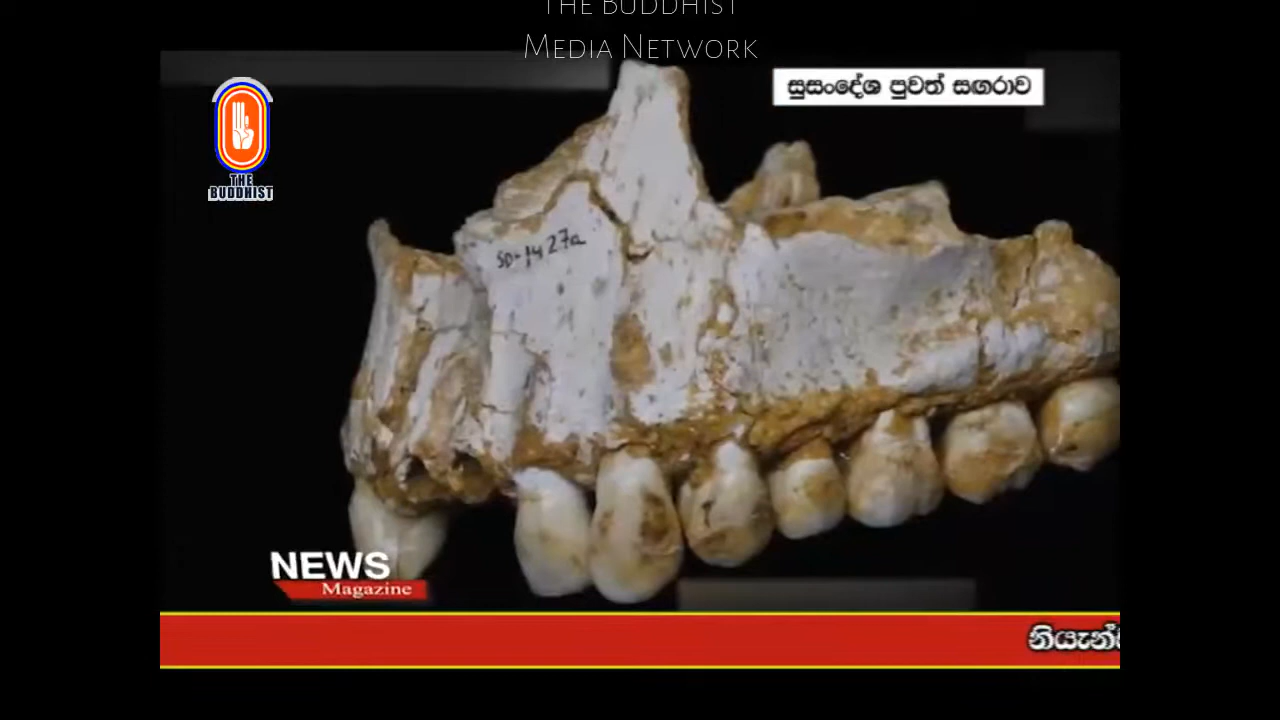 THE BUDDHIST
MEDIA NETWORK
සුසංදේශ පුවත් සඟරාව
THE
BUDDHIST
SD-1427a
NEWS
Magazine